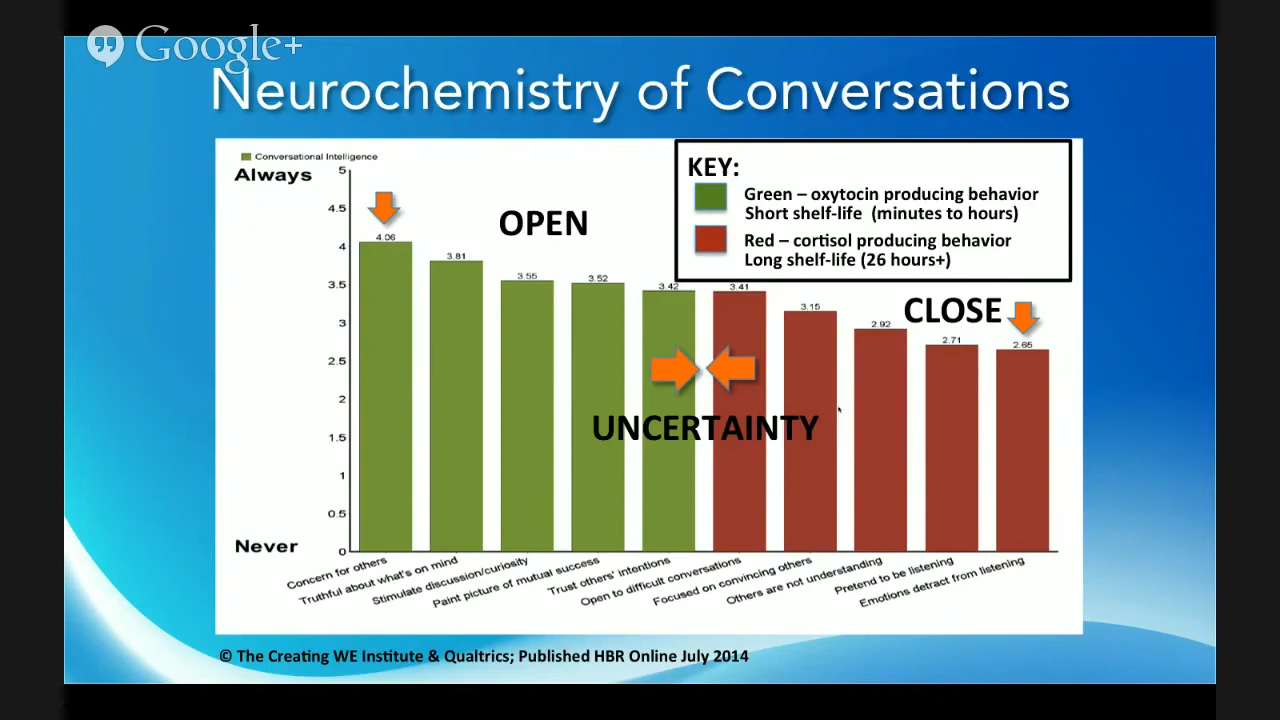 Google+
Neurochemistry of Conversations
Conversational Intelligence
Always
5
4.5
4
3.5
3
2.5
2
1.5
1
0.5
0
Never
KEY:
Green – oxytocin producing behavior
Short shelf-life (minutes to hours)
Red – cortisol producing behavior
Long shelf-life (26 hours+)
OPEN
CLOSE
UNCERTAINTY
4.06
3.81
3.55
3.52
3.42
3.41
3.15
2.92
2.71
2.65
Concern for others
Truthful about what's on mind
Stimulate discussion/curiosity
Paint picture of mutual success
Trust others' intentions
Open to difficult conversations
Focused on convincing others
Others are not understanding
Pretend to be listening
Emotions detract from listening
© The Creating WE Institute & Qualtrics; Published HBR Online July 2014